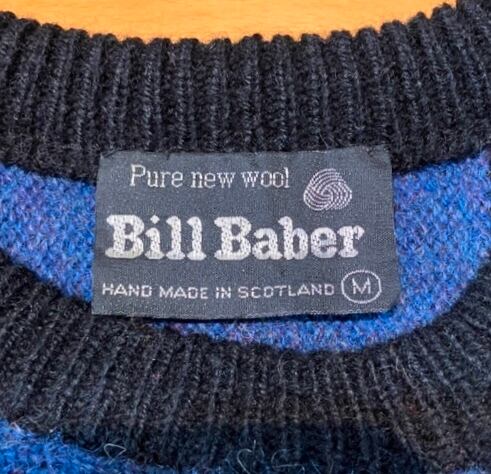 Pure new wool
Bill Baber
HAND MADE IN SCOTLAND M